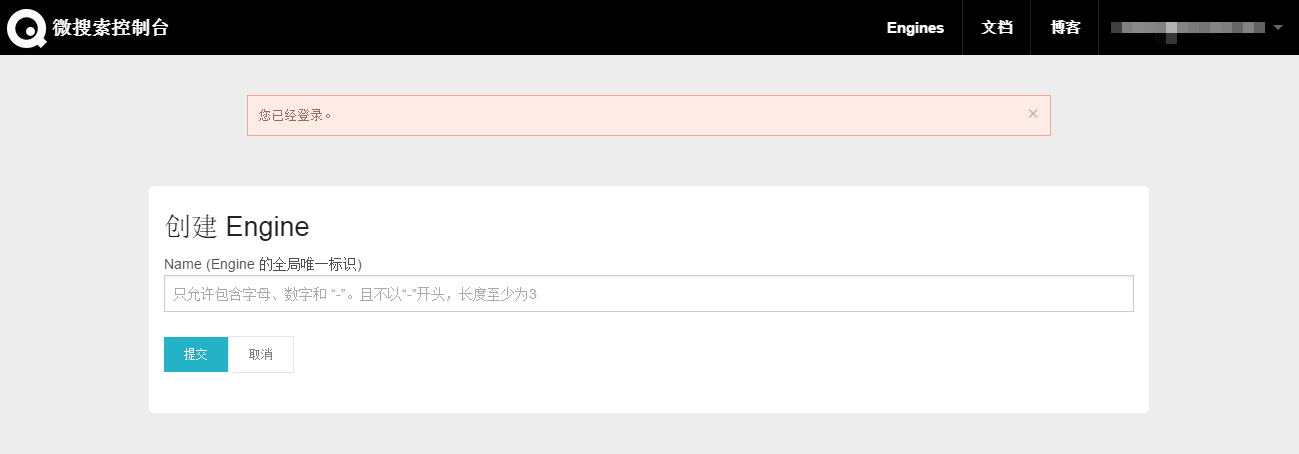 微搜索控制台
Engines 文档 博客
您已经登录。 ×
创建 Engine
Name (Engine 的全局唯一标识)
只允许包含字母、数字和 “-”。且不以“-”开头，长度至少为3
提交 取消